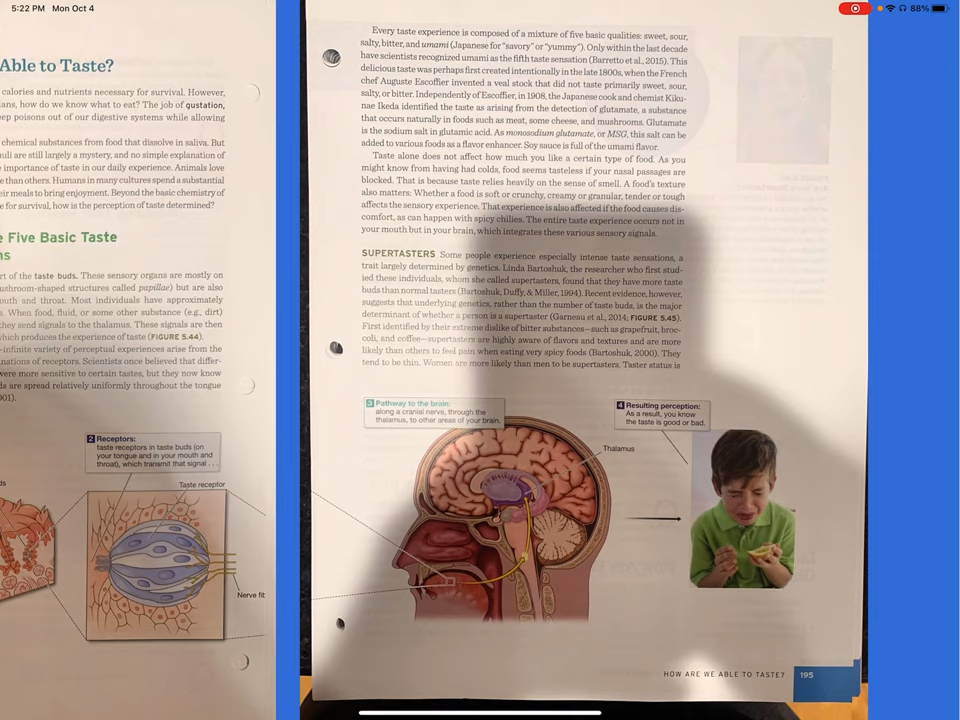 5:22 PM Mon Oct 4
88%
Able to Taste?
calories and nutrients necessary for survival. However,
ans, how do we know what to eat? The job of gustation,
ep poisons out of our digestive systems while allowing
chemical substances from food that dissolve in saliva. But
uli are still largely a mystery, and no simple explanation of
importance of taste in our daily experience. Animals love
e than others. Humans in many cultures spend a substantial
eir meals to bring enjoyment. Beyond the basic chemistry of
e for survival, how is the perception of taste determined?
e Five Basic Taste
ns
rt of the taste buds. These sensory organs are mostly on
ushroom-shaped structures called papillae) but are also
outh and throat. Most individuals have approximately
s. When food, fluid, or some other substance (e.g., dirt)
they send signals to the thalamus. These signals are then
which produces the experience of taste (FIGURE 5.44).
-infinite variety of perceptual experiences arise from the
nations of receptors. Scientists once believed that differ-
were more sensitive to certain tastes, but they now know
ds are spread relatively uniformly throughout the tongue
001).
2 Receptors:
taste receptors in taste buds (on
your tongue and in your mouth and
throat), which transmit that signal . . .
ds
Taste receptor
Nerve fib
Every taste experience is composed of a mixture of five basic qualities: sweet, sour,
salty, bitter, and umami (Japanese for “savory” or “yummy”). Only within the last decade
have scientists recognized umami as the fifth taste sensation (Barretto et al., 2015). This
delicious taste was perhaps first created intentionally in the late 1800s, when the French
chef Auguste Escoffier invented a veal stock that did not taste primarily sweet, sour,
salty, or bitter. Independently of Escoffier, in 1908, the Japanese cook and chemist Kiku-
nae Ikeda identified the taste as arising from the detection of glutamate, a substance
that occurs naturally in foods such as meat, some cheese, and mushrooms. Glutamate
is the sodium salt in glutamic acid. As monosodium glutamate, or MSG, this salt can be
added to various foods as a flavor enhancer. Soy sauce is full of the umami flavor.
Taste alone does not affect how much you like a certain type of food. As you
might know from having had colds, food seems tasteless if your nasal passages are
blocked. That is because taste relies heavily on the sense of smell. A food’s texture
also matters: Whether a food is soft or crunchy, creamy or granular, tender or tough
affects the sensory experience. That experience is also affected if the food causes dis-
comfort, as can happen with spicy chilies. The entire taste experience occurs not in
your mouth but in your brain, which integrates these various sensory signals.
SUPERTASTERS Some people experience especially intense taste sensations, a
trait largely determined by genetics. Linda Bartoshuk, the researcher who first stud-
ied these individuals, whom she called supertasters, found that they have more taste
buds than normal tasters (Bartoshuk, Duffy, & Miller, 1994). Recent evidence, however,
suggests that underlying genetics, rather than the number of taste buds, is the major
determinant of whether a person is a supertaster (Garneau et al., 2014; FIGURE 5.45).
First identified by their extreme dislike of bitter substances—such as grapefruit, broc-
coli, and coffee—supertasters are highly aware of flavors and textures and are more
likely than others to feel pain when eating very spicy foods (Bartoshuk, 2000). They
tend to be thin. Women are more likely than men to be supertasters. Taster status is
3 Pathway to the brain:
along a cranial nerve, through the
thalamus, to other areas of your brain.
4 Resulting perception:
As a result, you know
the taste is good or bad.
Thalamus
HOW ARE WE ABLE TO TASTE? 195